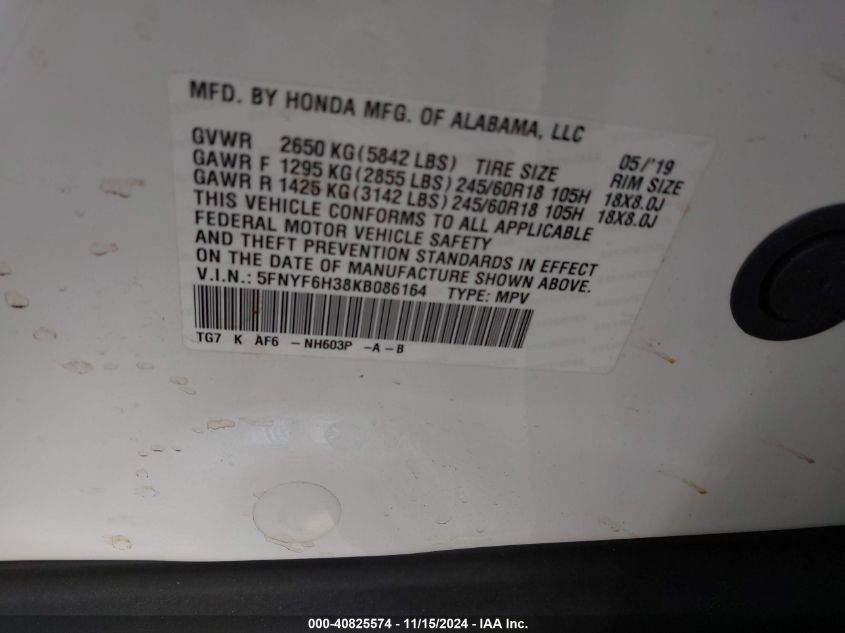 MFD. BY HONDA MFG. OF ALABAMA, LLC
GVWR 2650 KG (5842 LBS) TIRE SIZE 05/'19 RIM SIZE
GAWR F 1295 KG (2855 LBS) 245/60R18 105H 18X8.0J
GAWR R 1425 KG (3142 LBS) 245/60R18 105H 18X8.0J
THIS VEHICLE CONFORMS TO ALL APPLICABLE
FEDERAL MOTOR VEHICLE SAFETY
AND THEFT PREVENTION STANDARDS IN EFFECT
ON THE DATE OF MANUFACTURE SHOWN ABOVE.
V.I.N.: 5FNYF6H38KB086164 TYPE: MPV
TG7 K AF6 - NH603P -A - B
000-40825574 - 11/15/2024 - IAA Inc.